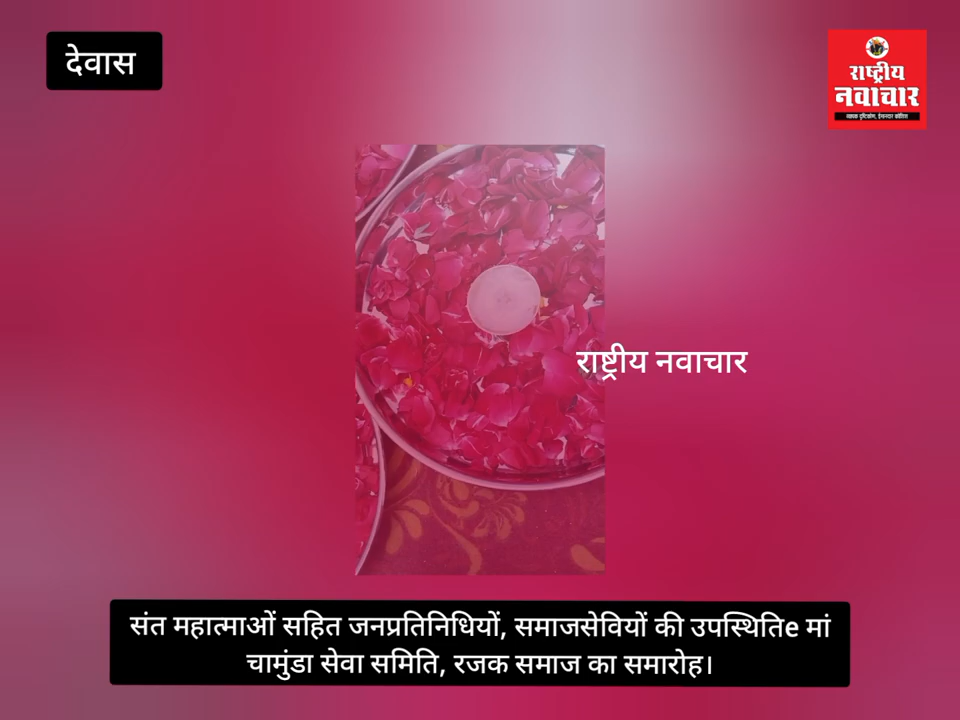 देवास
राष्ट्रीय
नवाचार
राष्ट्रीय नवाचार
संत महात्माओं सहित जनप्रतिनिधियों, समाजसेवियों की उपस्थितिe मां
चामुंडा सेवा समिति, रजक समाज का समारोह।